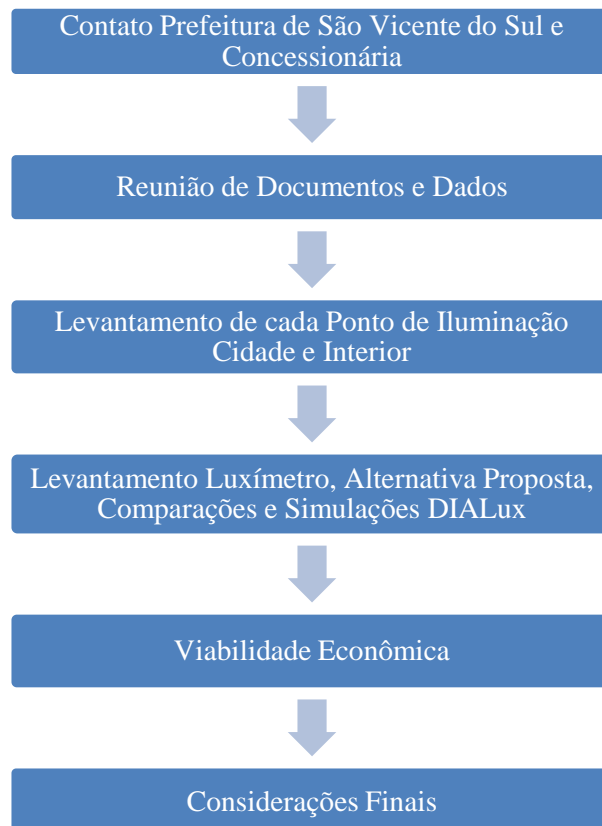 Contato Prefeitura de São Vicente do Sul e
Concessionária
Reunião de Documentos e Dados
Levantamento de cada Ponto de Iluminação
Cidade e Interior
Levantamento Luxímetro, Alternativa Proposta,
Comparações e Simulações DIALux
Viabilidade Econômica
Considerações Finais